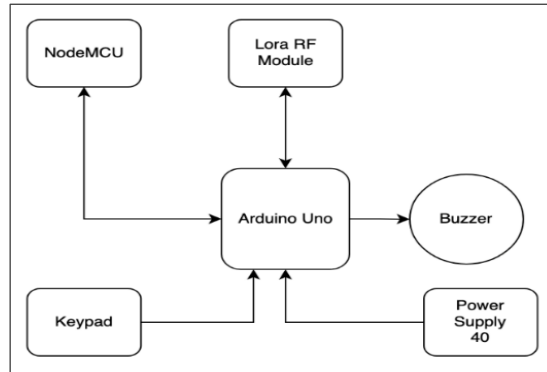 NodeMCU
Lora RF
Module
Arduino Uno
Buzzer
Keypad
Power
Supply
40